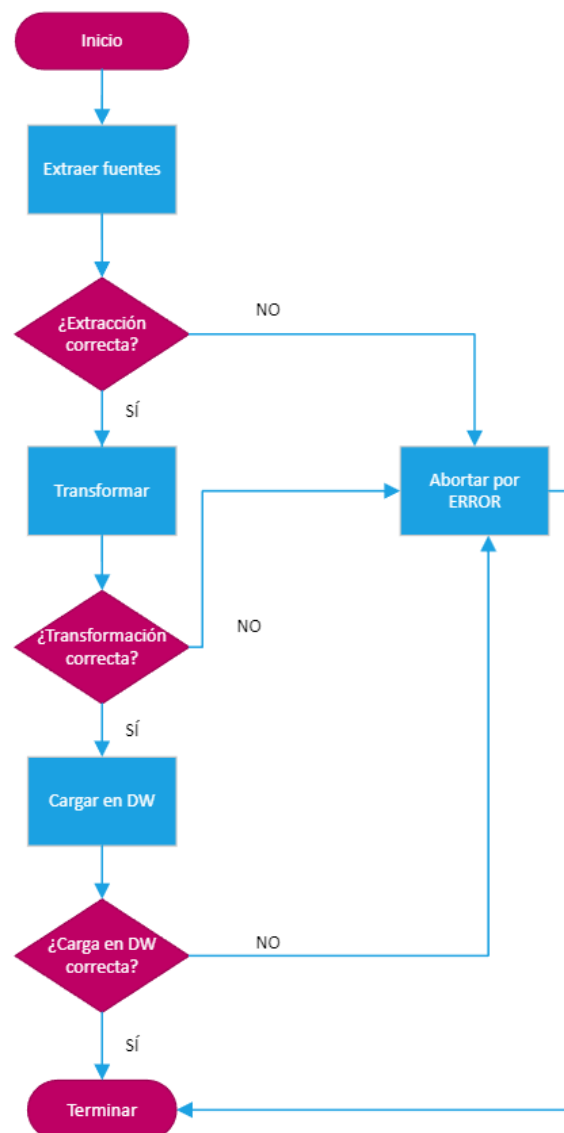 Inicio
Extraer fuentes
¿Extracción
correcta?
NO
SÍ
Transformar
Abortar por
ERROR
¿Transformación
correcta?
NO
SÍ
Cargar en DW
¿Carga en DW
correcta?
NO
SÍ
Terminar